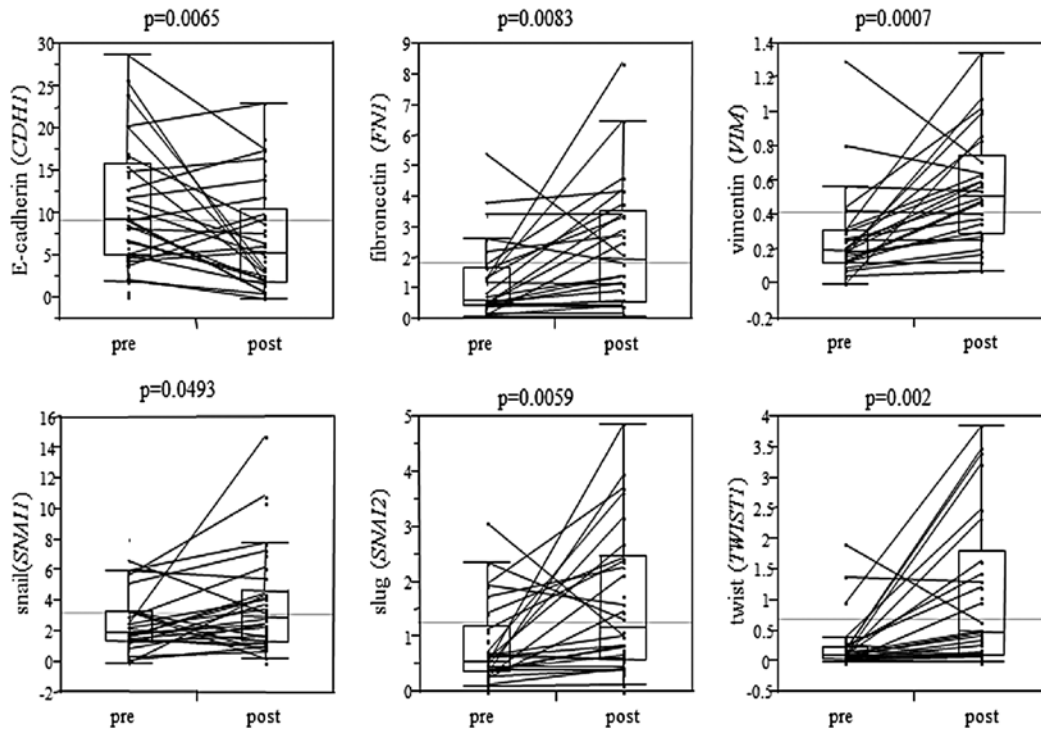 p=0.0065
30
25
20
15
10
5
0
E-cadherin (CDH1)
pre
post
p=0.0083
9
8
7
6
5
4
3
2
1
0
fibronectin (FN1)
pre
post
p=0.0007
1.4
1.2
1
0.8
0.6
0.4
0.2
0
-0.2
vimentin (VIM)
pre
post
p=0.0493
16
14
12
10
8
6
4
2
0
-2
snail(SNAI1)
pre
post
p=0.0059
5
4
3
2
1
0
slug (SNAI2)
pre
post
p=0.002
4
3.5
3
2.5
2
1.5
1
0.5
0
-0.5
twist (TWIST1)
pre
post